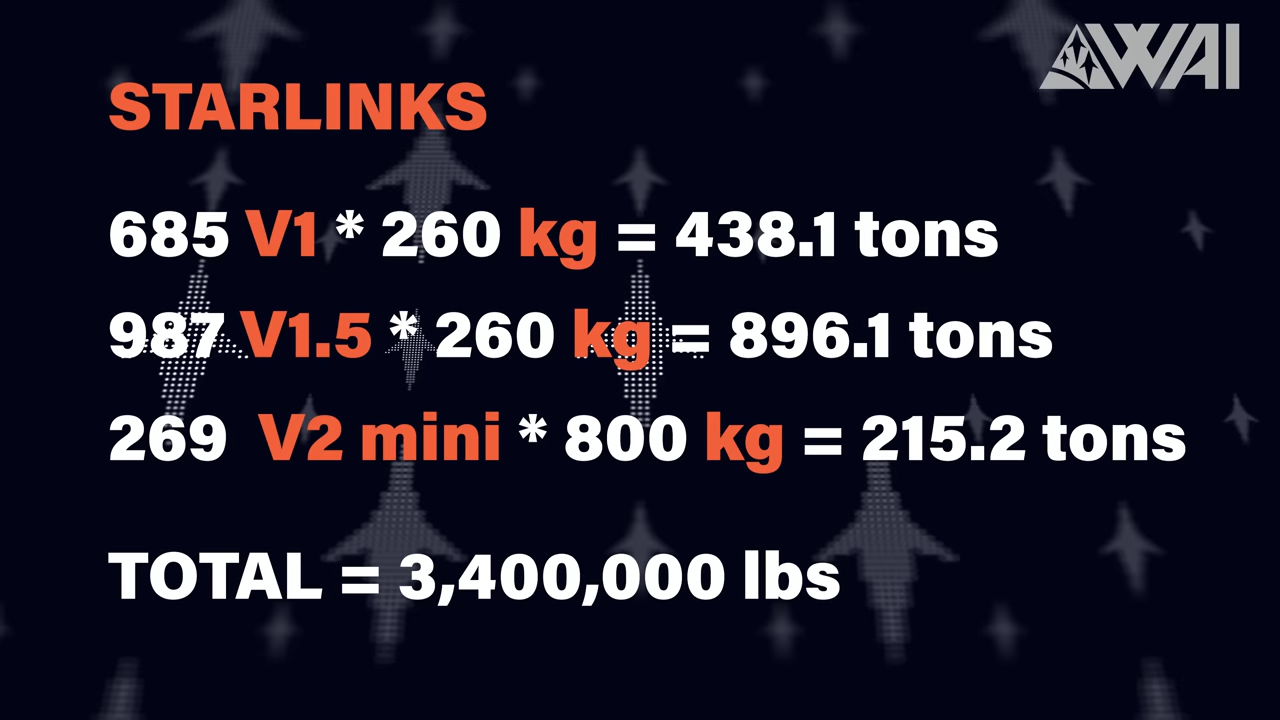 WAI
STARLINKS
685 V1 * 260 kg = 438.1 tons
987 V1.5 * 260 kg = 896.1 tons
269 V2 mini * 800 kg = 215.2 tons
TOTAL = 3,400,000 lbs